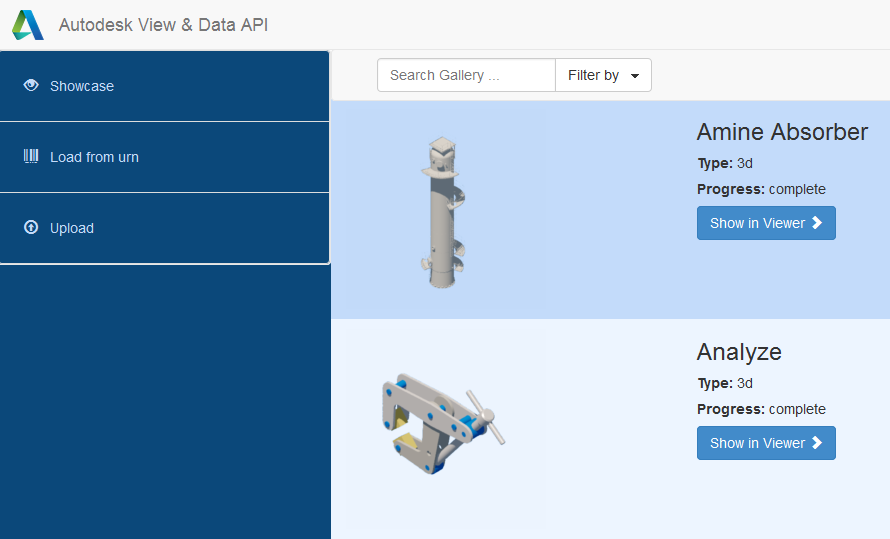 Autodesk View & Data API
Showcase
Load from urn
Upload
Search Gallery ...
Filter by
Amine Absorber
Type: 3d
Progress: complete
Show in Viewer
Analyze
Type: 3d
Progress: complete
Show in Viewer